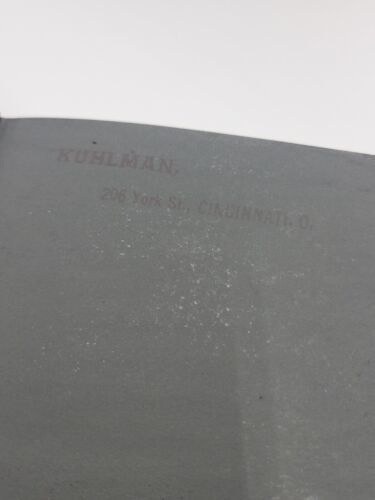 KUHLMAN,
206 York St., CINCINNATI. O.